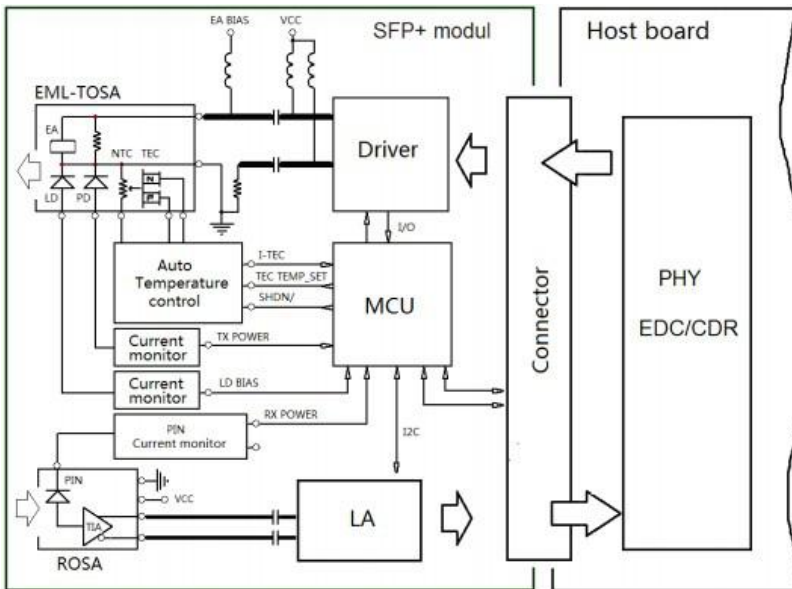 EA BIAS
VCC
SFP+ modul
Host board
EML-TOSA
EA
NTC TEC
N
P
LD
PD
Driver
I/O
Auto
Temperature
control
I-TEC
TEC TEMP_SET
SHDN/
MCU
Connector
PHY
EDC/CDR
Current
monitor
TX POWER
Current
monitor
LD BIAS
PIN
Current monitor
RX POWER
I2C
PIN
VCC
TIA
ROSA
LA